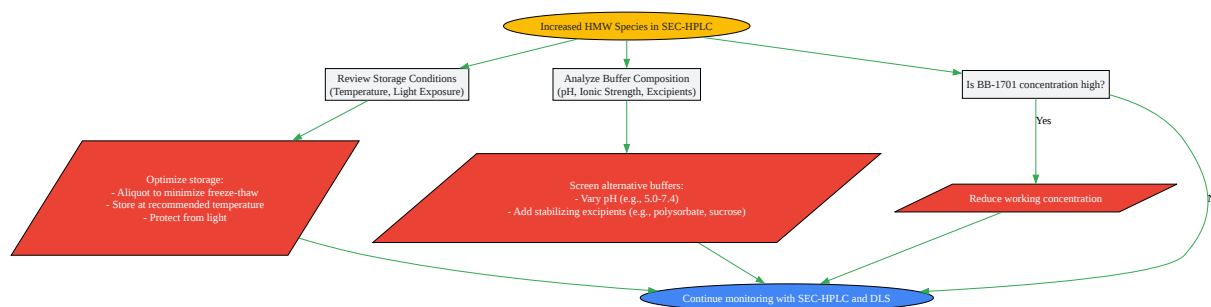 Increased HMW Species in SEC-HPLC
Review Storage Conditions
(Temperature, Light Exposure)
Analyze Buffer Composition
(pH, Ionic Strength, Excipients)
Is BB-1701 concentration high?
Yes
Optimize storage:
- Aliquot to minimize freeze-thaw
- Store at recommended temperature
- Protect from light
Screen alternative buffers:
- Vary pH (e.g., 5.0-7.4)
- Add stabilizing excipients (e.g., polysorbate, sucrose)
Reduce working concentration
Continue monitoring with SEC-HPLC and DLS